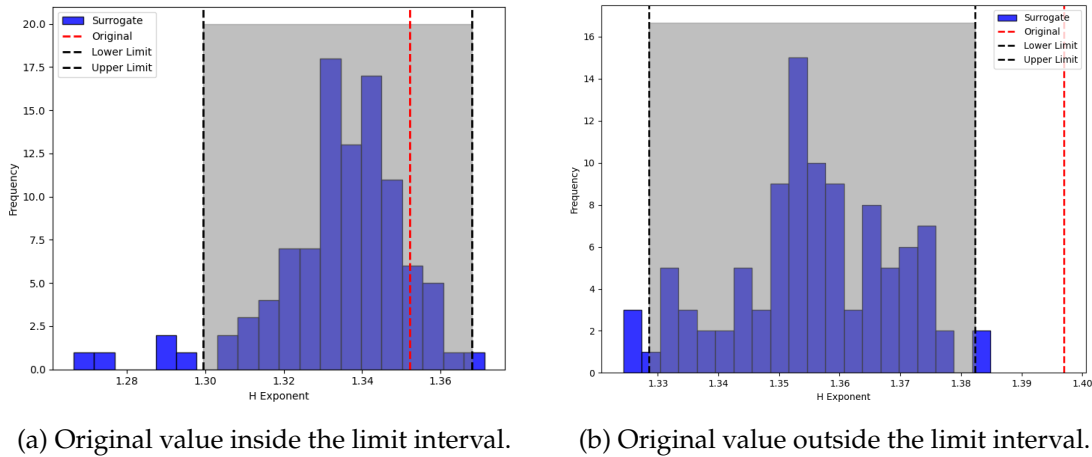 20.0
17.5
15.0
12.5
10.0
7.5
5.0
2.5
0.0
Frequency
Surrogate
Original
Lower Limit
Upper Limit
1.28 1.30 1.32 1.34 1.36
H Exponent
16
14
12
10
8
6
4
2
0
Frequency
Surrogate
Original
Lower Limit
Upper Limit
1.33 1.34 1.35 1.36 1.37 1.38 1.39 1.40
H Exponent
(a) Original value inside the limit interval.
(b) Original value outside the limit interval.